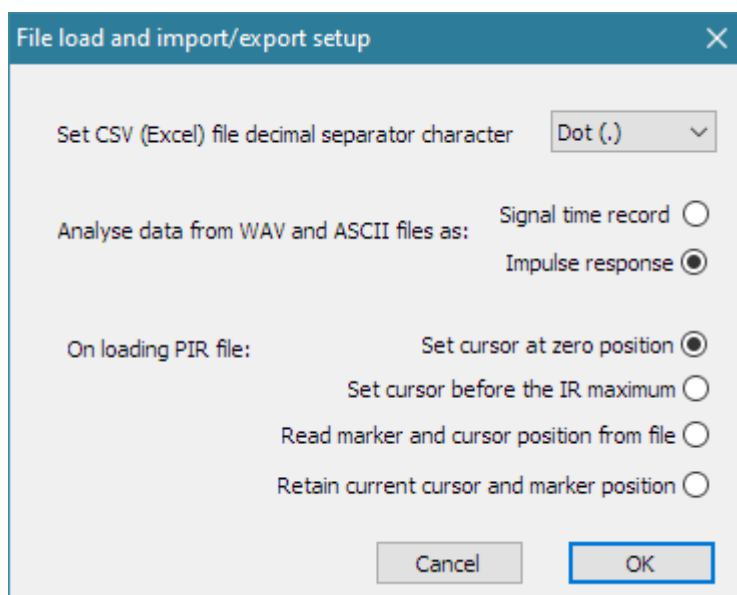 File load and import/export setup
Set CSV (Excel) file decimal separator character Dot (.)
Analyse data from WAV and ASCII files as:
Signal time record
Impulse response
On loading PIR file:
Set cursor at zero position
Set cursor before the IR maximum
Read marker and cursor position from file
Retain current cursor and marker position
Cancel OK